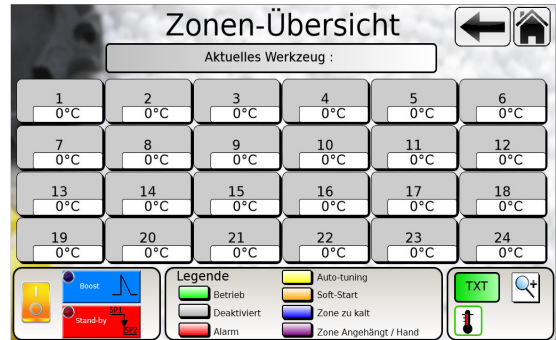 Zonen-Übersicht
Aktuelles Werkzeug :
1 2 3 4 5 6
0°C 0°C 0°C 0°C 0°C 0°C
7 8 9 10 11 12
0°C 0°C 0°C 0°C 0°C 0°C
13 14 15 16 17 18
0°C 0°C 0°C 0°C 0°C 0°C
19 20 21 22 23 24
0°C 0°C 0°C 0°C 0°C 0°C
Boost
Stand-by SP1 SP2
Legende
Betrieb
Deaktiviert
Alarm
Auto-tuning
Soft-Start
Zone zu kalt
Zone Angehängt / Hand
TXT